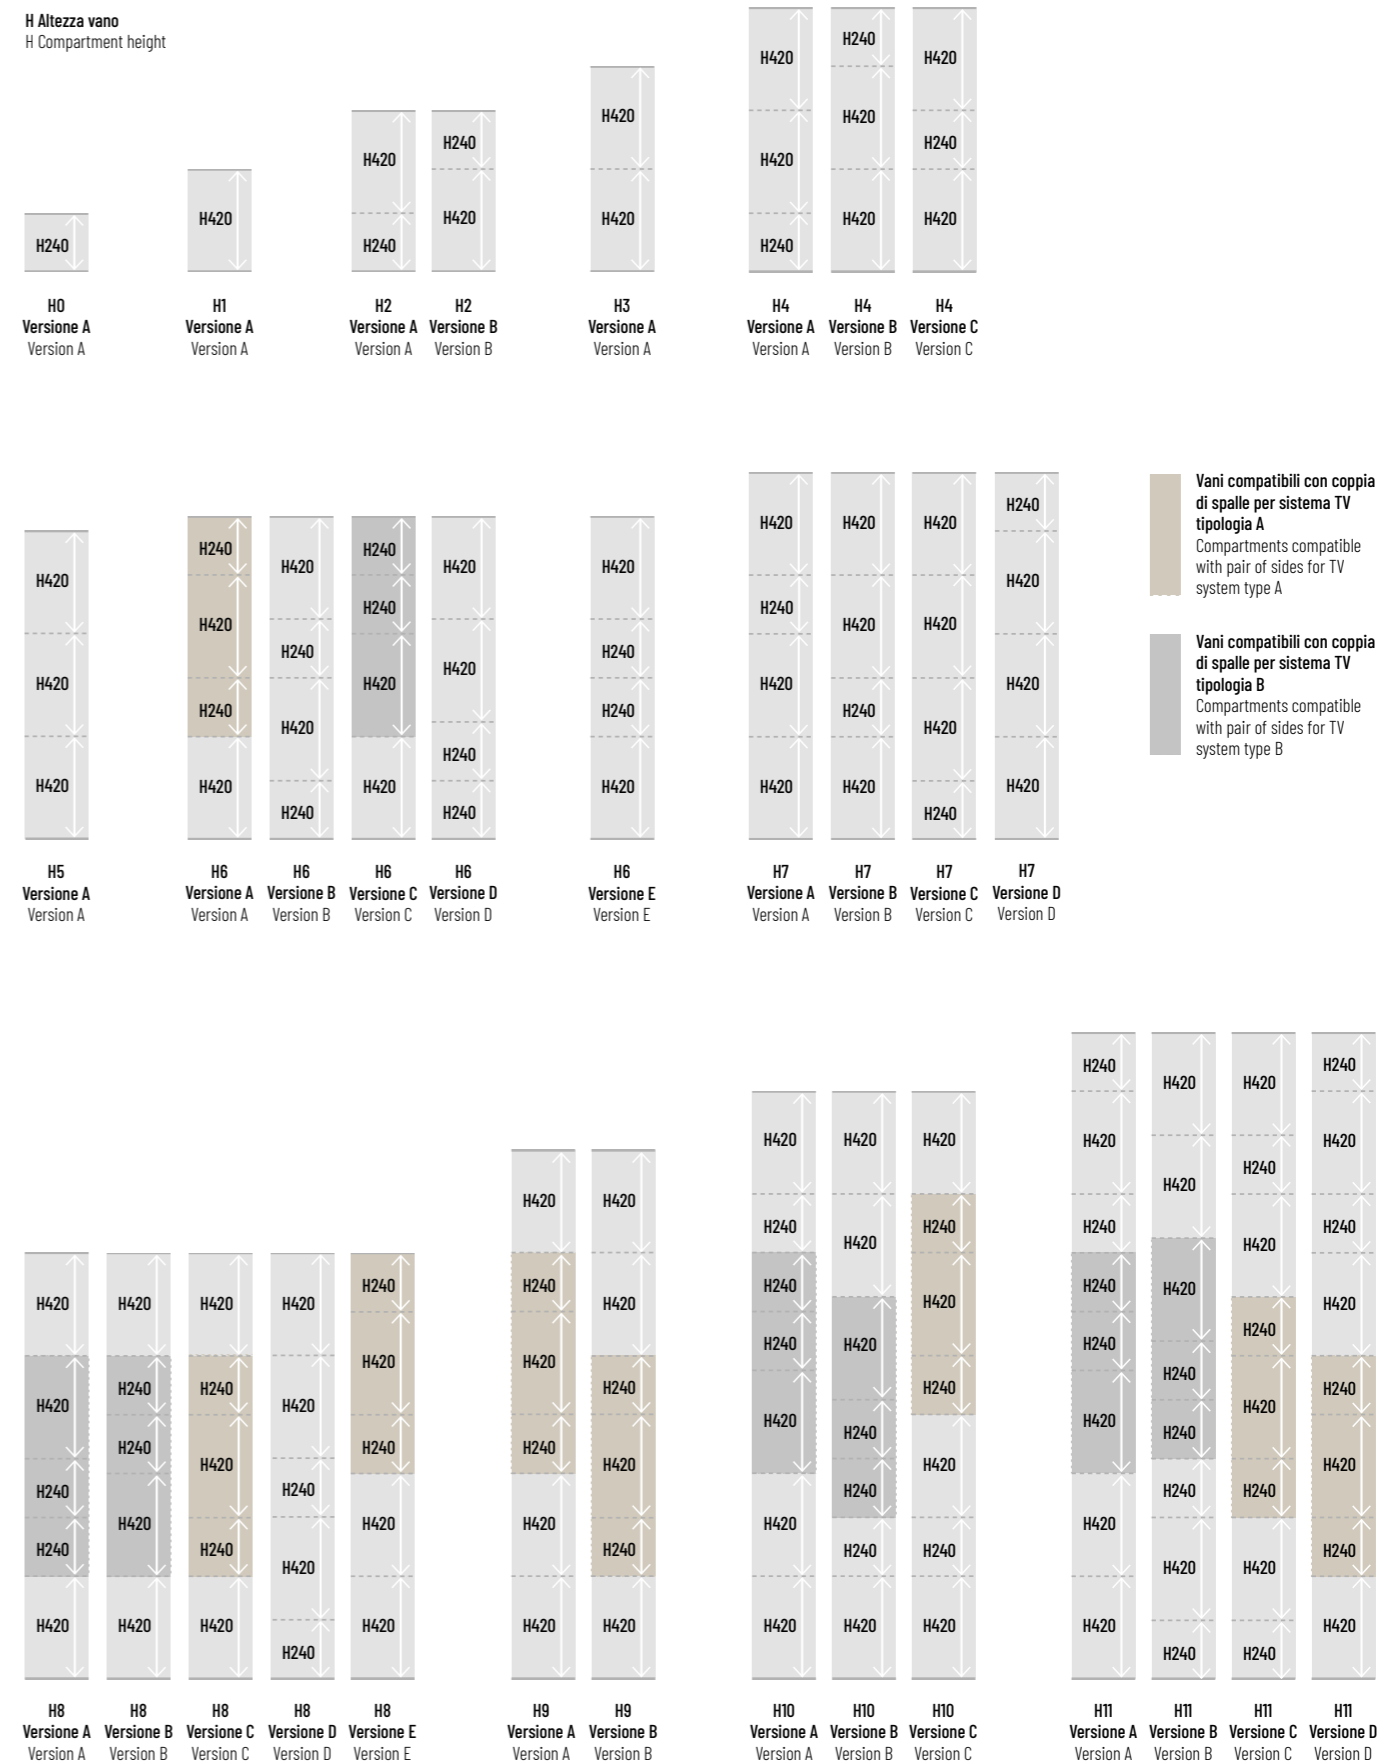 H Altezza vano
H Compartment height
H240
H0
Versione A
Version A
H420
H1
Versione A
Version A
H420
H240
H2
Versione A
Version A
H240
H420
H2
Versione B
Version B
H420
H420
H3
Versione A
Version A
H420
H420
H240
H4
Versione A
Version A
H240
H420
H420
H4
Versione B
Version B
H420
H240
H420
H4
Versione C
Version C
H420
H420
H420
H5
Versione A
Version A
H240
H420
H240
H420
H6
Versione A
Version A
H420
H240
H420
H240
H6
Versione B
Version B
H240
H240
H420
H420
H6
Versione C
Version C
H420
H420
H240
H240
H6
Versione D
Version D
H420
H240
H240
H420
H6
Versione E
Version E
H420
H240
H420
H420
H7
Versione A
Version A
H420
H420
H240
H420
H7
Versione B
Version B
H420
H420
H420
H240
H7
Versione C
Version C
H240
H420
H420
H420
H7
Versione D
Version D
Vani compatibili con coppia
di spalle per sistema TV
tipologia A
Compartments compatible
with pair of sides for TV
system type A
Vani compatibili con coppia
di spalle per sistema TV
tipologia B
Compartments compatible
with pair of sides for TV
system type B
H420
H420
H240
H240
H420
H8
Versione A
Version A
H420
H240
H240
H420
H420
H8
Versione B
Version B
H420
H240
H420
H240
H420
H8
Versione C
Version C
H420
H420
H240
H420
H240
H8
Versione D
Version D
H240
H420
H240
H420
H420
H8
Versione E
Version E
H420
H240
H420
H240
H420
H420
H9
Versione A
Version A
H420
H420
H240
H420
H240
H420
H9
Versione B
Version B
H420
H240
H240
H240
H420
H420
H420
H10
Versione A
Version A
H420
H420
H420
H240
H240
H240
H420
H10
Versione B
Version B
H420
H240
H420
H240
H420
H240
H420
H10
Versione C
Version C
H240
H420
H240
H240
H240
H420
H420
H420
H11
Versione A
Version A
H420
H420
H420
H240
H240
H240
H420
H240
H11
Versione B
Version B
H420
H240
H420
H240
H420
H240
H420
H240
H11
Versione C
Version C
H240
H420
H240
H420
H240
H420
H240
H420
H11
Versione D
Version D